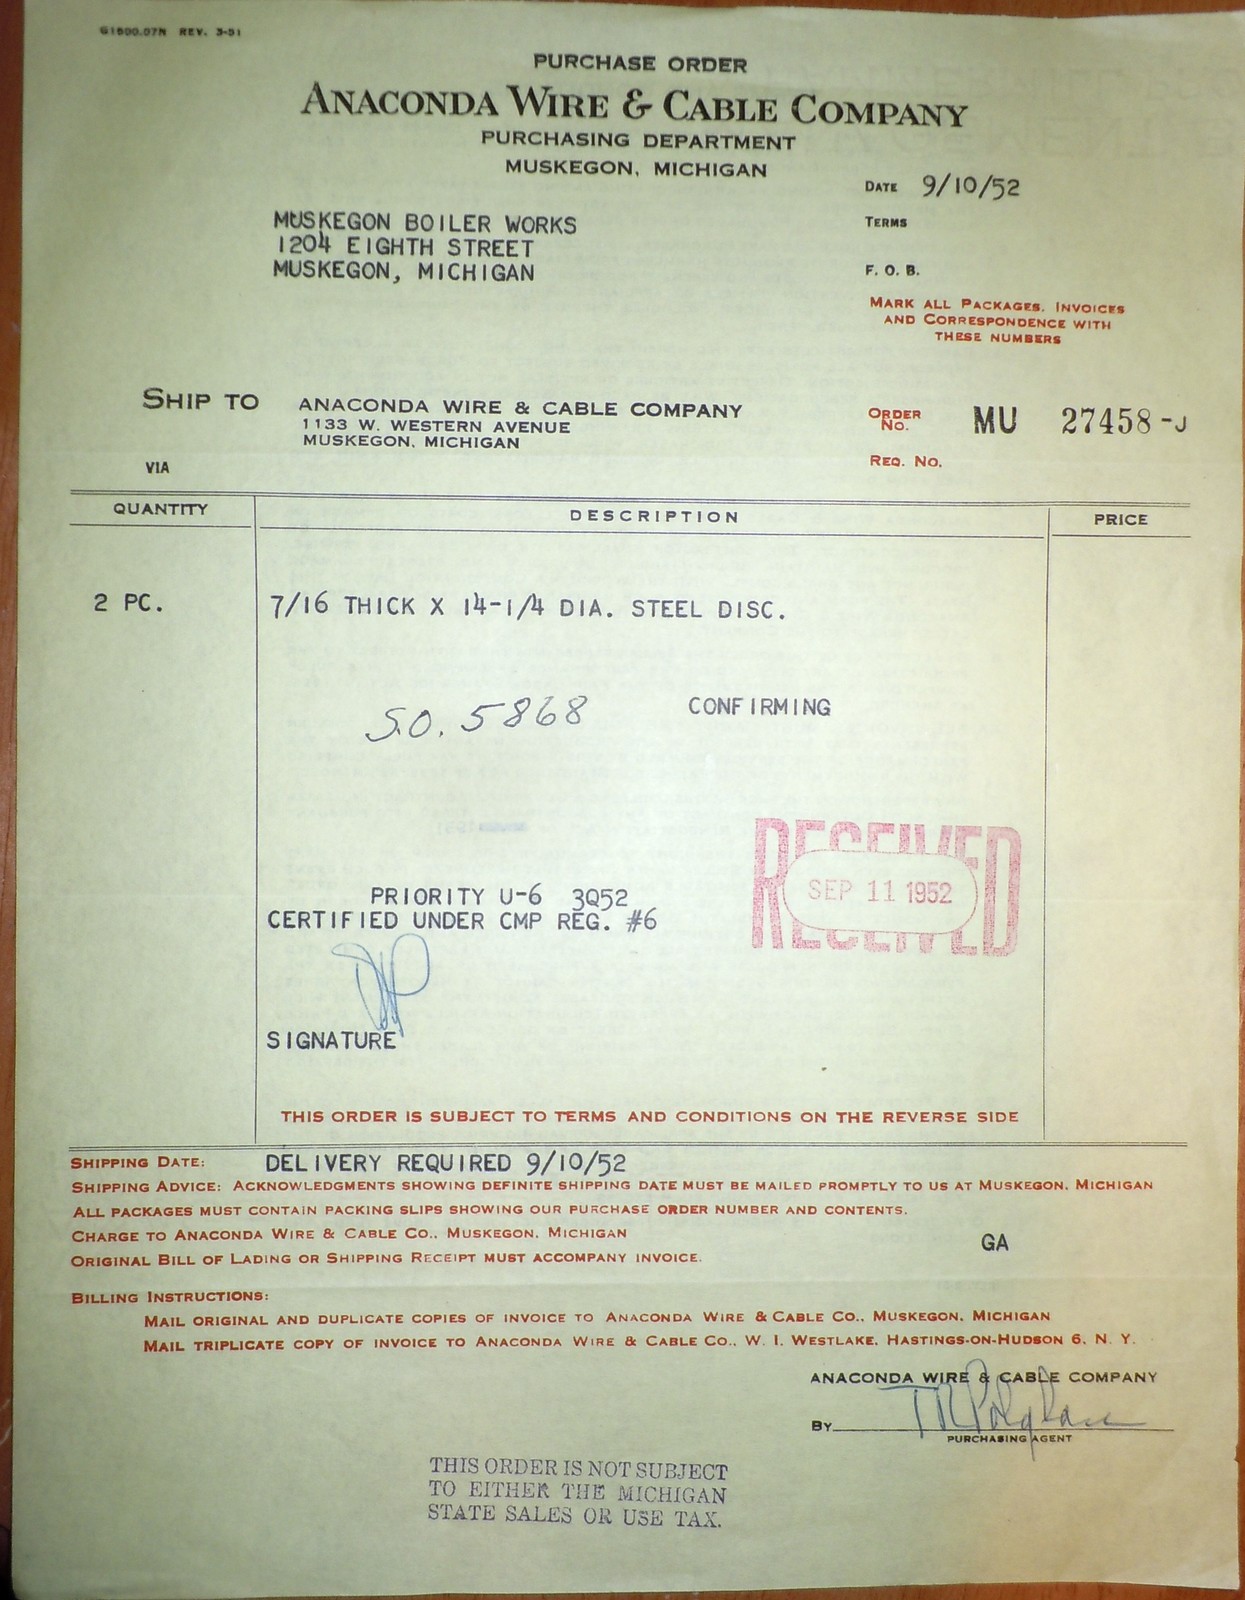 G1500.07N REV. 3-51
PURCHASE ORDER
ANACONDA WIRE & CABLE COMPANY
PURCHASING DEPARTMENT
MUSKEGON, MICHIGAN
DATE 9/10/52
MUSKEGON BOILER WORKS
1204 EIGHTH STREET
MUSKEGON, MICHIGAN
TERMS
F. O. B.
MARK ALL PACKAGES, INVOICES
AND CORRESPONDENCE WITH
THESE NUMBERS
SHIP TO ANACONDA WIRE & CABLE COMPANY
1133 W. WESTERN AVENUE
MUSKEGON, MICHIGAN
ORDER NO. MU 27458-J
REQ. NO.
VIA
QUANTITY DESCRIPTION PRICE
2 PC. 7/16 THICK X 14-1/4 DIA. STEEL DISC.
S.O. 5868 CONFIRMING
RECEIVED
SEP 11 1952
PRIORITY U-6 3Q52
CERTIFIED UNDER CMP REG. #6
SIGNATURE
THIS ORDER IS SUBJECT TO TERMS AND CONDITIONS ON THE REVERSE SIDE
SHIPPING DATE: DELIVERY REQUIRED 9/10/52
SHIPPING ADVICE: ACKNOWLEDGMENTS SHOWING DEFINITE SHIPPING DATE MUST BE MAILED PROMPTLY TO US AT MUSKEGON, MICHIGAN
ALL PACKAGES MUST CONTAIN PACKING SLIPS SHOWING OUR PURCHASE ORDER NUMBER AND CONTENTS.
CHARGE TO ANACONDA WIRE & CABLE CO., MUSKEGON, MICHIGAN
GA
ORIGINAL BILL OF LADING OR SHIPPING RECEIPT MUST ACCOMPANY INVOICE.
BILLING INSTRUCTIONS:
MAIL ORIGINAL AND DUPLICATE COPIES OF INVOICE TO ANACONDA WIRE & CABLE CO., MUSKEGON, MICHIGAN
MAIL TRIPLICATE COPY OF INVOICE TO ANACONDA WIRE & CABLE CO., W. I. WESTLAKE, HASTINGS-ON-HUDSON 6, N. Y.
ANACONDA WIRE & CABLE COMPANY
BY
PURCHASING AGENT
THIS ORDER IS NOT SUBJECT
TO EITHER THE MICHIGAN
STATE SALES OR USE TAX.